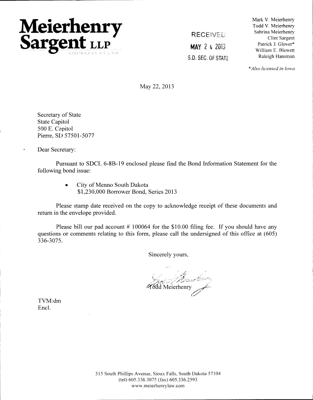 Meierhenry
Sargent LLP
RECEIVED
MAY 24 2013
S.D. SEC. OF STATE
Mark V. Meierhenry
Todd V. Meierhenry
Sabrina Meierhenry
Clint Sargent
Patrick J. Glover*
William E. Blewett
Raleigh Hansman
*Also licensed in Iowa
May 22, 2013
Secretary of State
State Capitol
500 E. Capitol
Pierre, SD 57501-5077
Dear Secretary:
Pursuant to SDCL 6-8B-19 enclosed please find the Bond Information Statement for the
following bond issue:
• City of Menno South Dakota
$1,230,000 Borrower Bond, Series 2013
Please stamp date received on the copy to acknowledge receipt of these documents and
return in the envelope provided.
Please bill our pad account # 100064 for the $10.00 filing fee. If you should have any
questions or comments relating to this form, please call the undersigned of this office at (605)
336-3075.
Sincerely yours,
Todd Meierhenry
TVM:dm
Encl.
315 South Phillips Avenue, Sioux Falls, South Dakota 57104
(tel) 605.336.3075 (fax) 605.336.2593
www.meierhenrylaw.com